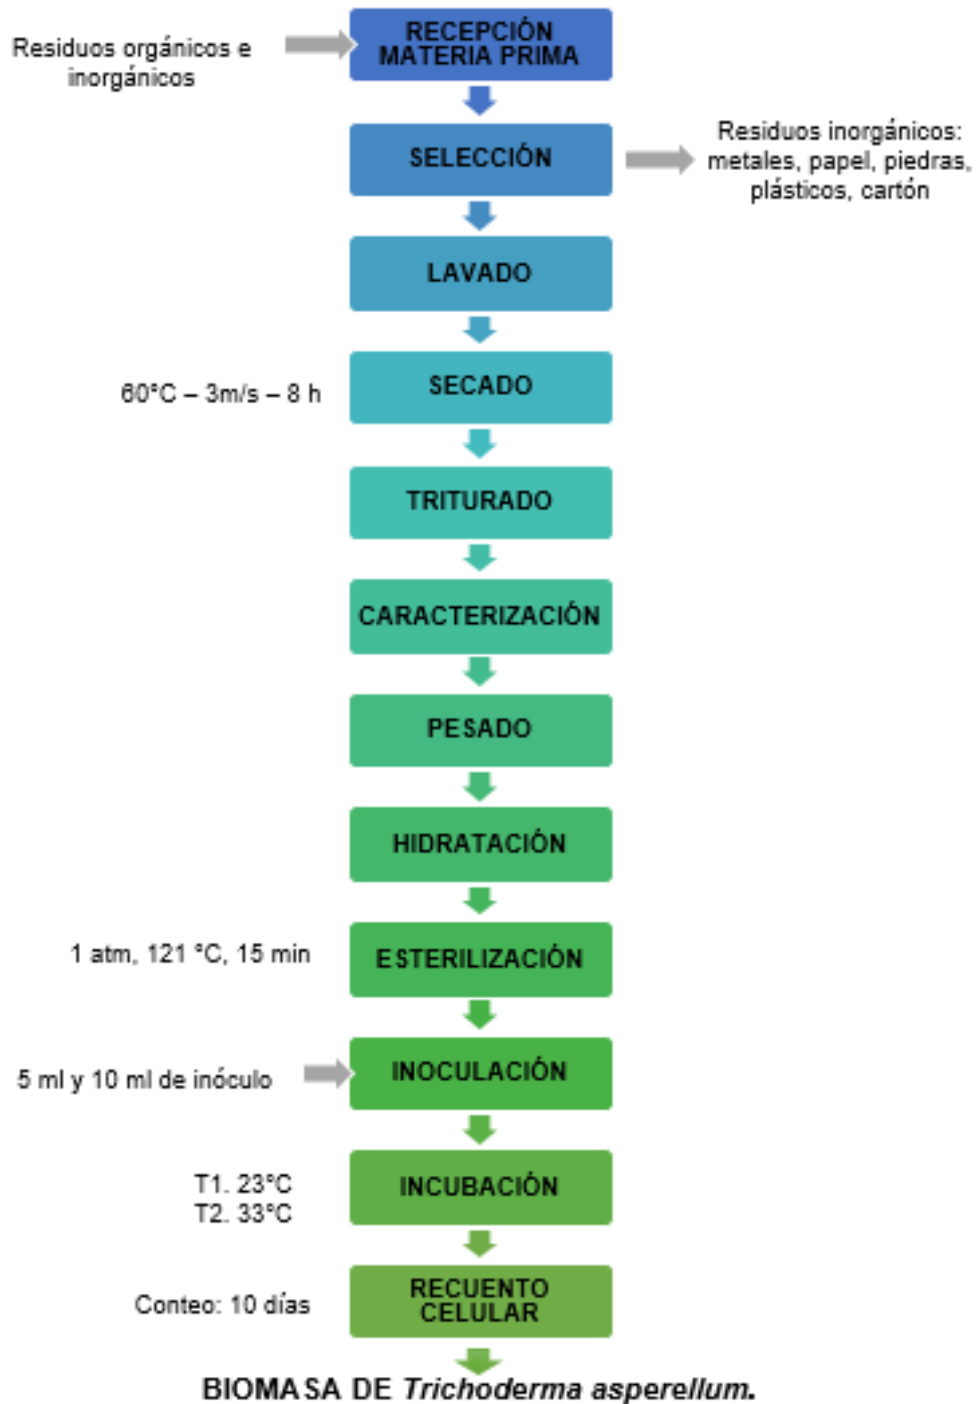 RECEPCIÓN
MATERIA PRIMA
Residuos orgánicos e
inorgánicos
SELECCIÓN
Residuos inorgánicos:
metales, papel, piedras,
plásticos, cartón
LAVADO
SECADO
60°C – 3m/s – 8 h
TRITURADO
CARACTERIZACIÓN
PESADO
HIDRATACIÓN
ESTERILIZACIÓN
1 atm, 121 °C, 15 min
INOCULACIÓN
5 ml y 10 ml de inóculo
INCUBACIÓN
T1. 23°C
T2. 33°C
RECUENTO
CELULAR
Conteo: 10 días
BIOMASA DE Trichoderma asperellum.